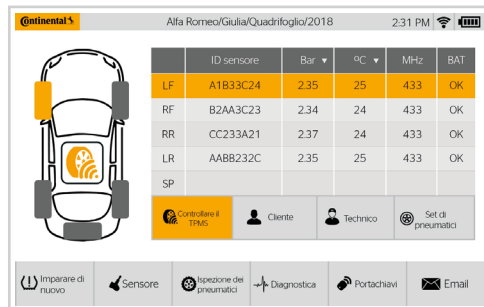 Continental
Alfa Romeo/Giulia/Quadrifoglio/2018
2:31 PM
ID sensore Bar ▼ ºC ▼ MHz BAT
LF A1B33C24 2.35 25 433 OK
RF B2AA3C23 2.34 24 433 OK
RR CC233A21 2.37 24 433 OK
LR AABB232C 2.35 25 433 OK
SP
Controllare il
TPMS
Cliente
Technico
Set di
pneumatici
Imparare di
nuovo
Sensore
Ispezione dei
pneumatici
Diagnostica
Portachiavi
Email